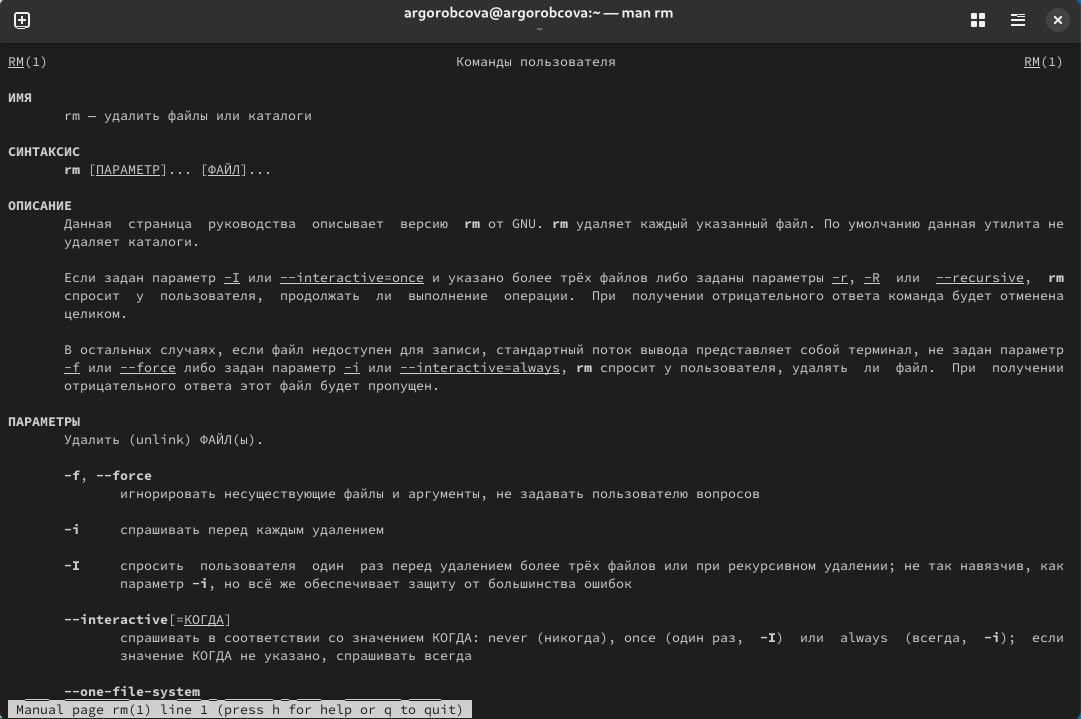 argorobcova@argorobcova:~ — man rm
~
RM(1) Команды пользователя RM(1)
ИМЯ
rm – удалить файлы или каталоги
СИНТАКСИС
rm [ПАРАМЕТР]... [ФАЙЛ]...
ОПИСАНИЕ
Данная страница руководства описывает версию rm от GNU. rm удаляет каждый указанный файл. По умолчанию данная утилита не
удаляет каталоги.
Если задан параметр -I или --interactive=once и указано более трёх файлов либо заданы параметры -r, -R или --recursive, rm
спросит у пользователя, продолжать ли выполнение операции. При получении отрицательного ответа команда будет отменена
целиком.
В остальных случаях, если файл недоступен для записи, стандартный поток вывода представляет собой терминал, не задан параметр
-f или --force либо задан параметр -i или --interactive=always, rm спросит у пользователя, удалять ли файл. При получении
отрицательного ответа этот файл будет пропущен.
ПАРАМЕТРЫ
Удалить (unlink) ФАЙЛ(ы).
-f, --force
игнорировать несуществующие файлы и аргументы, не задавать пользователю вопросов
-i спрашивать перед каждым удалением
-I спросить пользователя один раз перед удалением более трёх файлов или при рекурсивном удалении; не так навязчив, как
параметр -i, но всё же обеспечивает защиту от большинства ошибок
--interactive[=КОГДА]
спрашивать в соответствии со значением КОГДА: never (никогда), once (один раз, -I) или always (всегда, -i); если
значение КОГДА не указано, спрашивать всегда
--one-file-system
Manual page rm(1) line 1 (press h for help or q to quit)